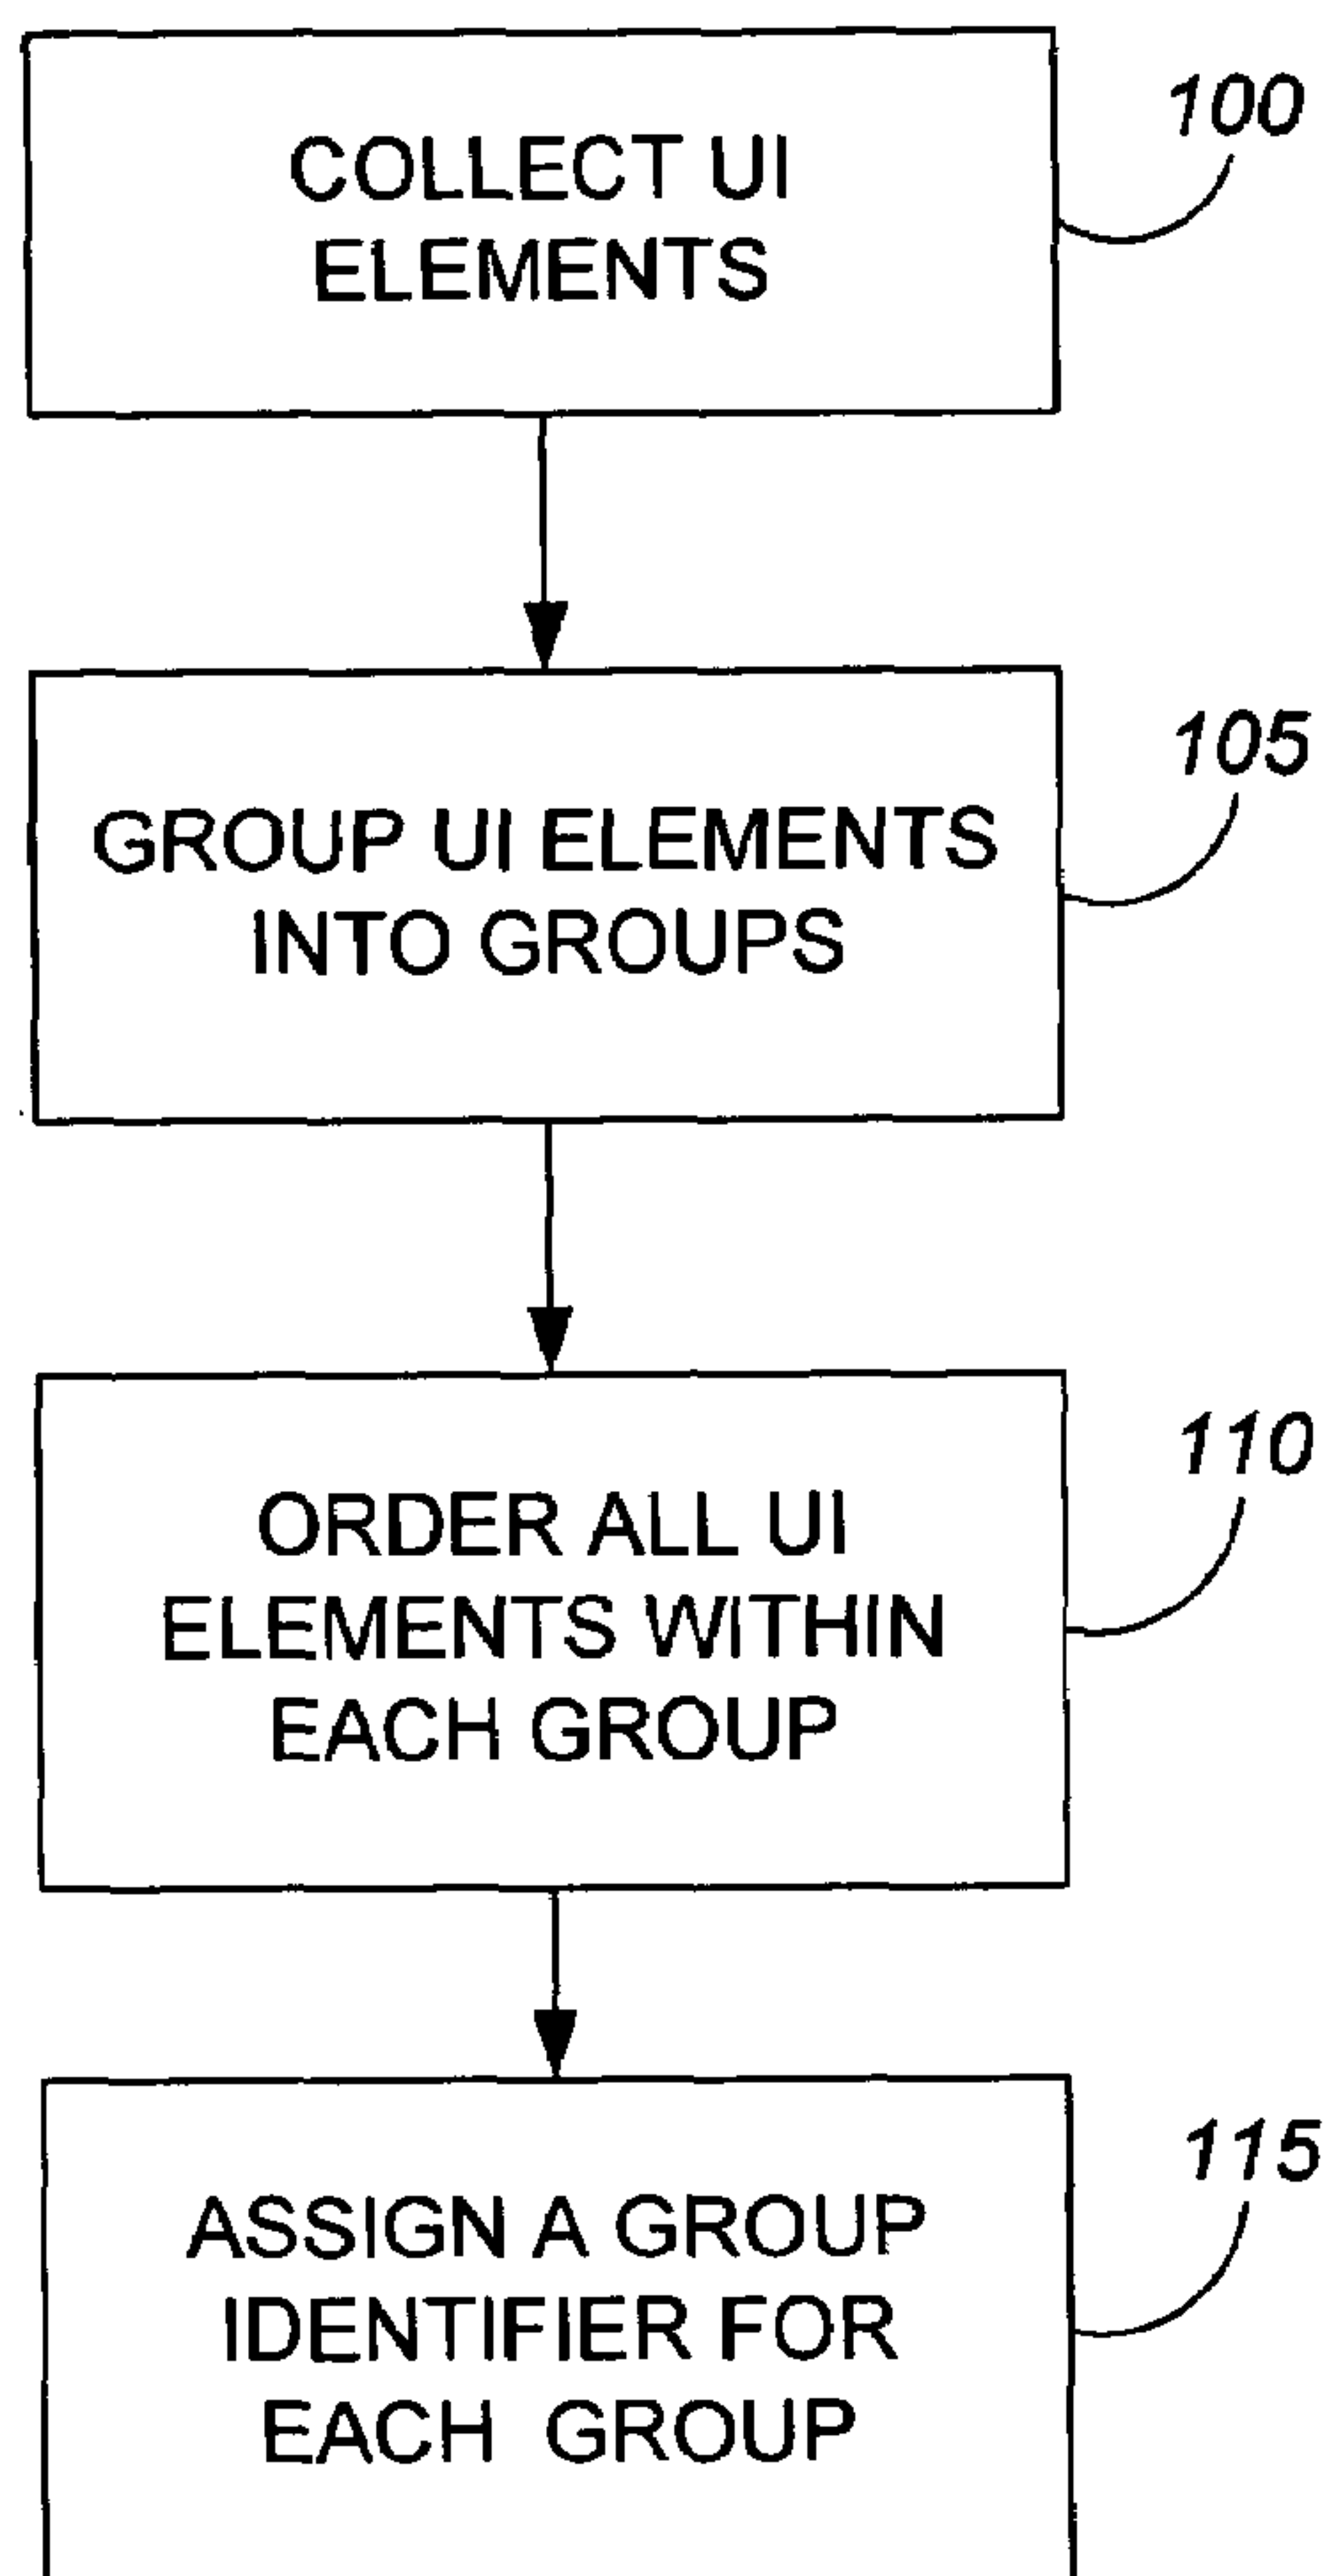 COLLECT UI
ELEMENTS
100
GROUP UI ELEMENTS
INTO GROUPS
105
ORDER ALL UI
ELEMENTS WITHIN
EACH GROUP
110
ASSIGN A GROUP
IDENTIFIER FOR
EACH GROUP
115